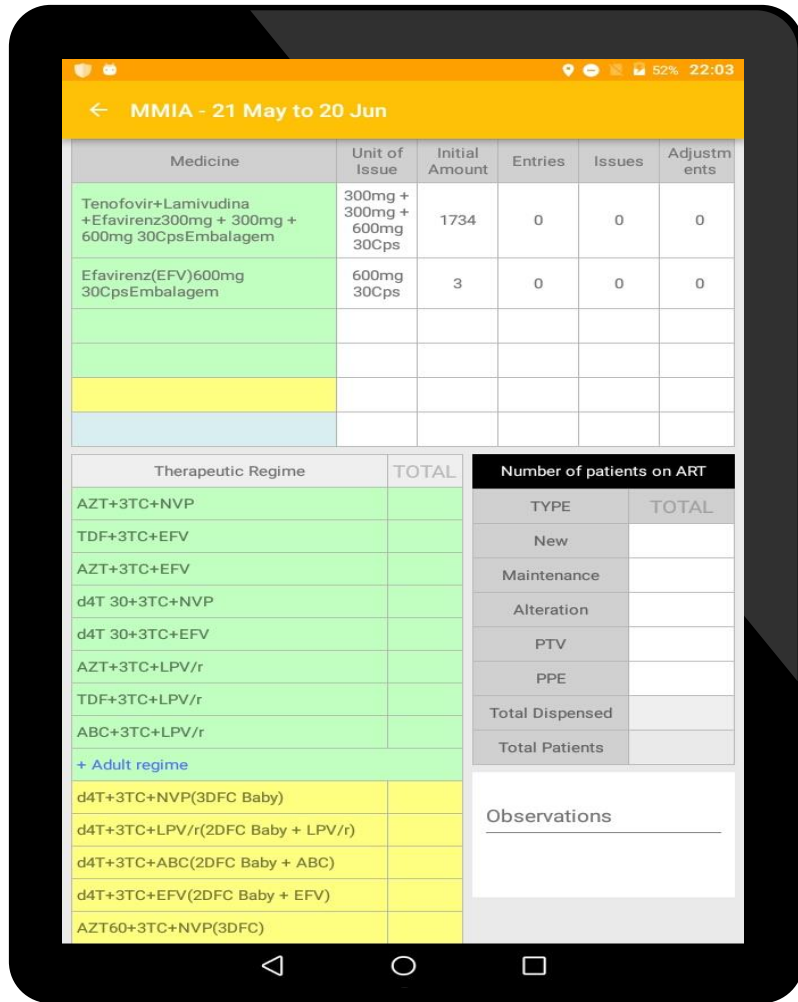 52% 22:03
MMIA - 21 May to 20 Jun
Medicine
Unit of
Issue
Initial
Amount
Entries
Issues
Adjustm
ents
Tenofovir+Lamivudina
+Efavirenz300mg + 300mg +
600mg 30CpsEmbalagem
300mg +
300mg +
600mg
30Cps
1734
0
0
0
Efavirenz(EFV)600mg
30CpsEmbalagem
600mg
30Cps
3
0
0
0
Therapeutic Regime
TOTAL
AZT+3TC+NVP
TDF+3TC+EFV
AZT+3TC+EFV
d4T 30+3TC+NVP
d4T 30+3TC+EFV
AZT+3TC+LPV/r
TDF+3TC+LPV/r
ABC+3TC+LPV/r
+ Adult regime
d4T+3TC+NVP(3DFC Baby)
d4T+3TC+LPV/r(2DFC Baby + LPV/r)
d4T+3TC+ABC(2DFC Baby + ABC)
d4T+3TC+EFV(2DFC Baby + EFV)
AZT60+3TC+NVP(3DFC)
Number of patients on ART
TYPE
TOTAL
New
Maintenance
Alteration
PTV
PPE
Total Dispensed
Total Patients
Observations